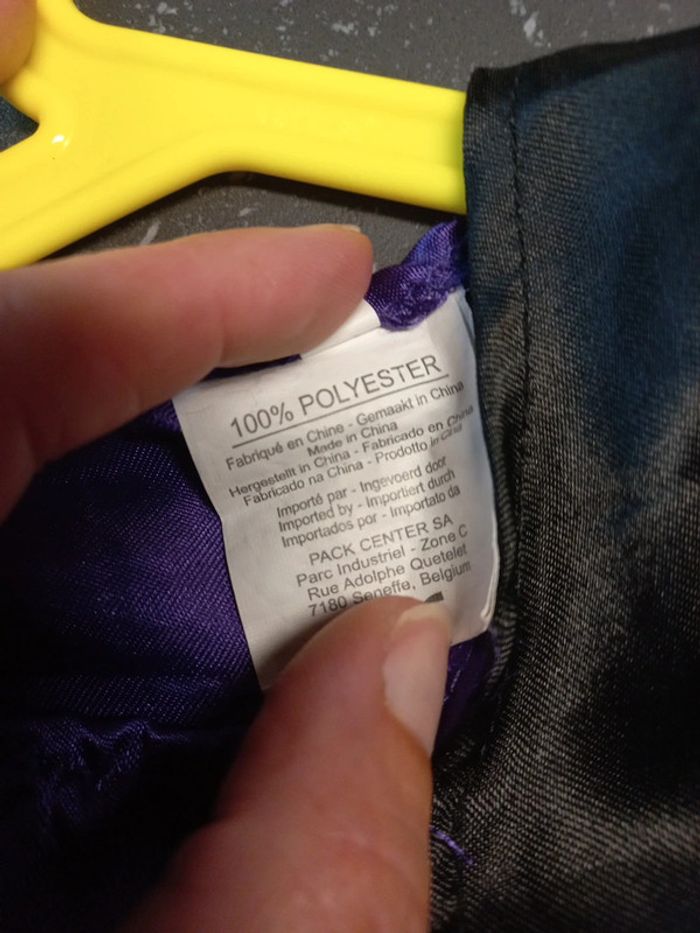 100% POLYESTER
Fabriqué en Chine - Gemaakt in China
Made in China
Hergestellt in China - Fabricado en China
Fabricado na China - Prodotto in Cina
Importé par - Ingevoerd door
Imported by - Importiert durch
Importados por - Importato da
PACK CENTER SA
Parc Industriel - Zone C
Rue Adolphe Quetelet
7180 Seneffe, Belgium